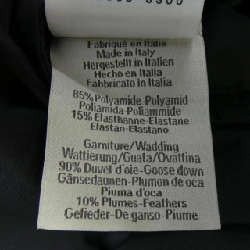 Fabriqué en Italie
Made in Italy
Hergestellt in Italien
Hecho en Italia
Fabbricato in Italia
85% Polyamide-Polyamid
Poliamida-Poliammide
15% Elasthanne-Elastane
Elastan-Elastano
Garniture/Wadding
Wattierung/Guata/Ovattina
90% Duvet d'oie-Goose down
Gänsedaunen-Plumon de oca
Piuma d'oca
10% Plumes-Feathers
Gefieder-De ganso-Piume